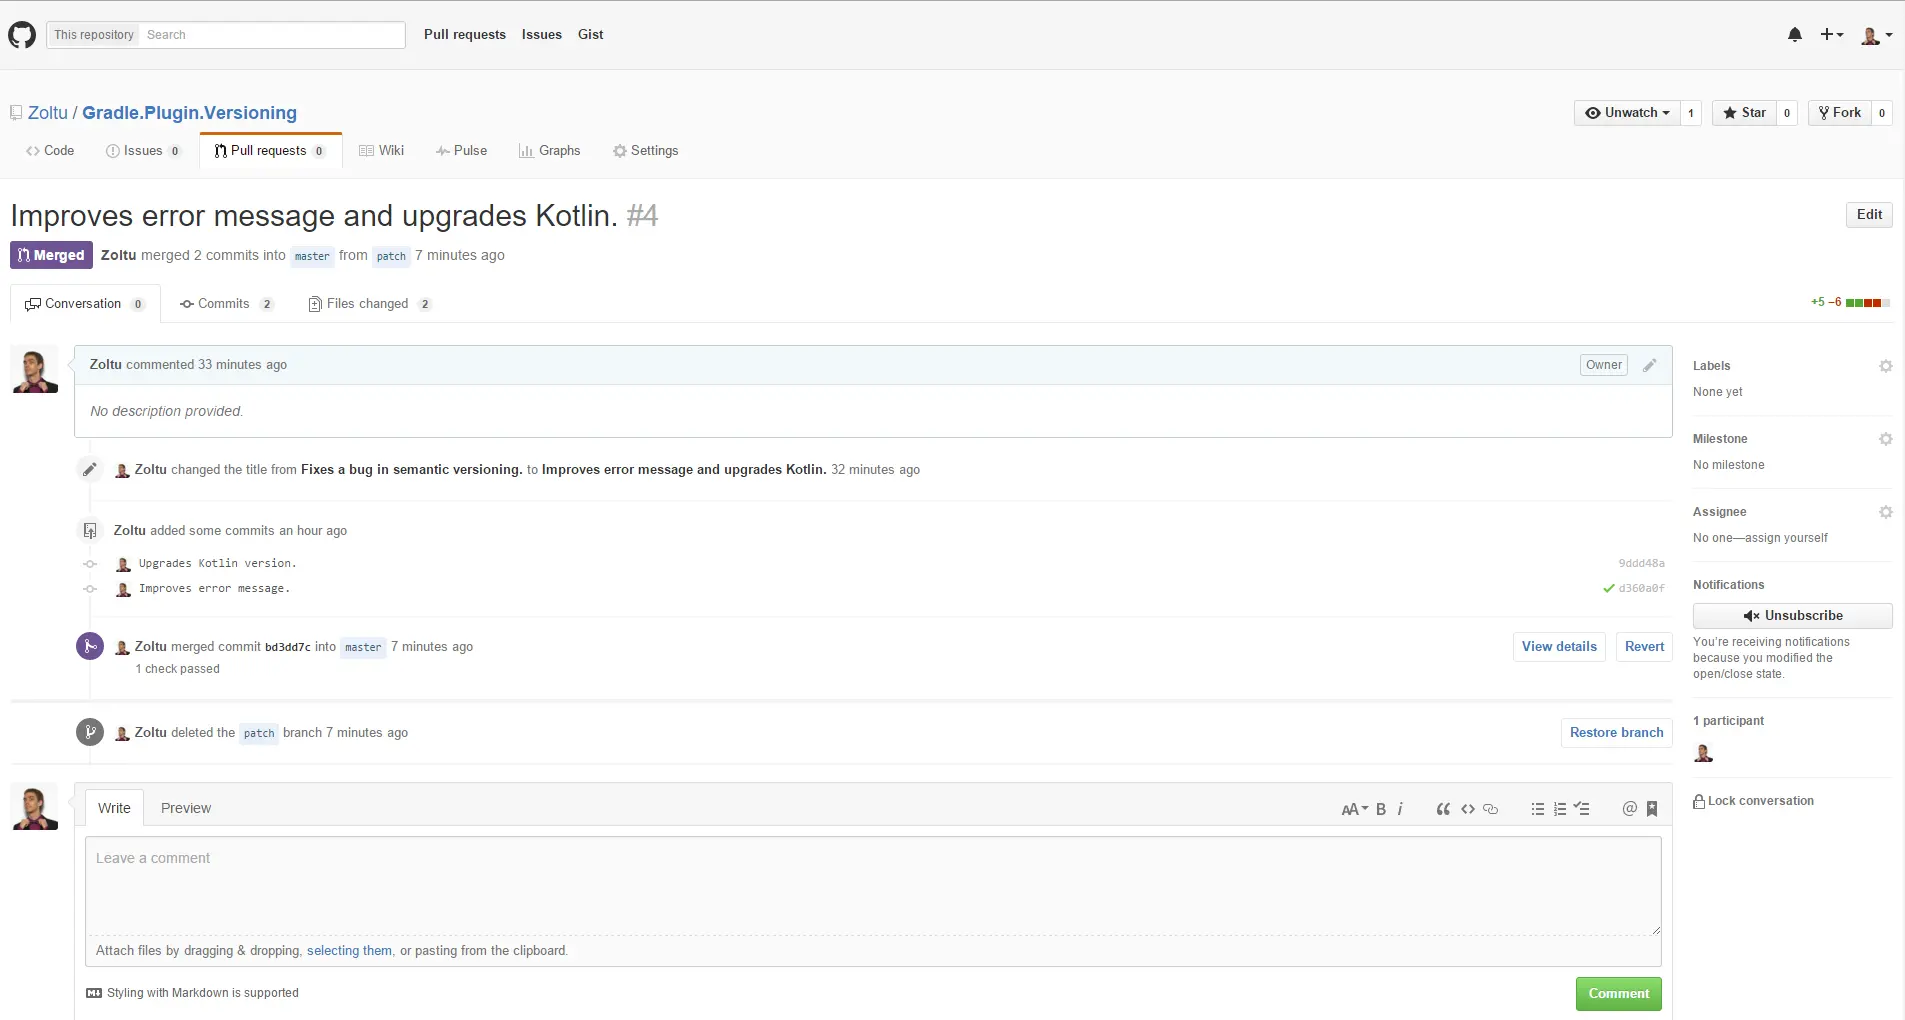 This repository Search Pull requests Issues Gist
Zoltu / Gradle.Plugin.Versioning Unwatch 1 Star 0 Fork 0
Code Issues 0 Pull requests 0 Wiki Pulse Graphs Settings
Improves error message and upgrades Kotlin. #4 Edit
Merged Zoltu merged 2 commits into master from patch 7 minutes ago
Conversation 0 Commits 2 Files changed 2 +5 −6
Zoltu commented 33 minutes ago Owner
No description provided.
Zoltu changed the title from Fixes a bug in semantic versioning. to Improves error message and upgrades Kotlin. 32 minutes ago
Zoltu added some commits an hour ago
Upgrades Kotlin version. 9ddd48a
Improves error message. d360a0f
Zoltu merged commit bd3dd7c into master 7 minutes ago View details Revert
1 check passed
Zoltu deleted the patch branch 7 minutes ago Restore branch
Write Preview AA B i “ <> @
Leave a comment
Attach files by dragging & dropping, selecting them, or pasting from the clipboard.
Styling with Markdown is supported Comment
Labels
None yet
Milestone
No milestone
Assignee
No one—assign yourself
Notifications
Unsubscribe
You’re receiving notifications
because you modified the
open/close state.
1 participant
Lock conversation